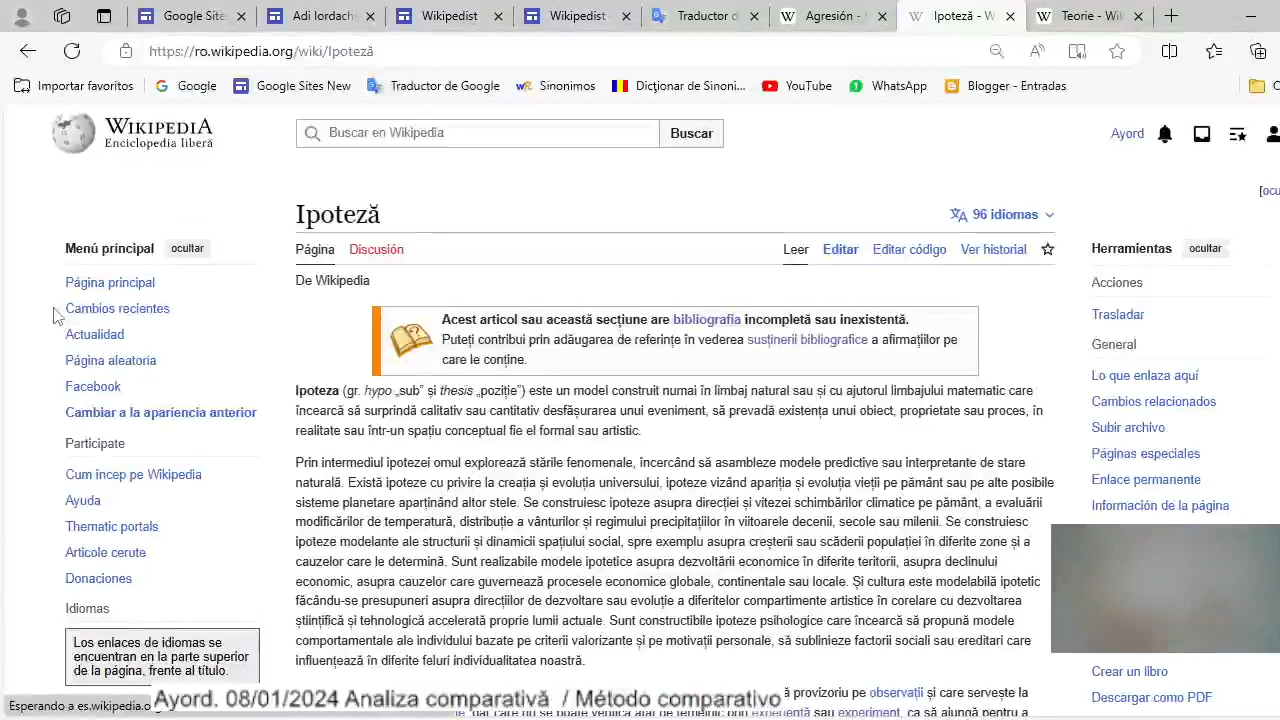 Google S
Adi Iordache
Wikipedist
Wikipedist -
Traductor d
Agresión -
Ipoteză - W
Teorie - Wi
https://ro.wikipedia.org/wiki/Ipoteză
Importar favoritos
Google
Google Sites New
Traductor de Google
Sinonimos
Dicționar de Sinoni...
YouTube
WhatsApp
Blogger - Entradas
WIKIPEDIA
Enciclopedia liberă
Buscar en Wikipedia
Buscar
Ayord
[ocu
Ipoteză
96 idiomas
Menú principal ocultar
Página Discusión
Leer Editar Editar código Ver historial
Herramientas ocultar
De Wikipedia
Página principal
Cambios recientes
Actualidad
Página aleatoria
Facebook
Cambiar a la apariencia anterior
Participate
Cum încep pe Wikipedia
Ayuda
Thematic portals
Articole cerute
Donaciones
Idiomas
Los enlaces de idiomas se
encuentran en la parte superior
de la página, frente al título.
Acest articol sau această secțiune are bibliografia incompletă sau inexistentă.
Puteți contribui prin adăugarea de referințe în vederea susținerii bibliografice a afirmațiilor pe
care le conține.
Ipoteza (gr. hypo „sub” și thesis „poziție”) este un model construit numai în limbaj natural sau și cu ajutorul limbajului matematic care
încearcă să surprindă calitativ sau cantitativ desfășurarea unui eveniment, să prevadă existența unui obiect, proprietate sau proces, în
realitate sau într-un spațiu conceptual fie el formal sau artistic.
Prin intermediul ipotezei omul explorează stările fenomenale, încercând să asambleze modele predictive sau interpretante de stare
naturală. Există ipoteze cu privire la creația și evoluția universului, ipoteze vizând apariția și evoluția vieții pe pământ sau pe alte posibile
sisteme planetare aparținând altor stele. Se construiesc ipoteze asupra direcției și vitezei schimbărilor climatice pe pământ, a evaluării
modificărilor de temperatură, distribuție a vânturilor și regimului precipitațiilor în viitoarele decenii, secole sau milenii. Se construiesc
ipoteze modelante ale structurii și dinamicii spațiului social, spre exemplu asupra creșterii sau scăderii populației în diferite zone și a
cauzelor care le determină. Sunt realizabile modele ipotetice asupra dezvoltării economice în diferite teritorii, asupra declinului
economic, asupra cauzelor care guvernează procesele economice globale, continentale sau locale. Și cultura este modelabilă ipotetic
făcându-se presupuneri asupra direcțiilor de dezvoltare sau evoluție a diferitelor compartimente artistice în corelare cu dezvoltarea
științifică și tehnologică accelerată proprie lumii actuale. Sunt constructibile ipoteze psihologice care încearcă să propună modele
comportamentale ale individului bazate pe criterii valorizante și pe motivații personale, să sublinieze factorii sociali sau ereditari care
influențează în diferite feluri individualitatea noastră.
ă provizoriu pe observații și care servește la
sau experiment, ca să ajungă pentru a
Acciones
Trasladar
General
Lo que enlaza aquí
Cambios relacionados
Subir archivo
Páginas especiales
Enlace permanente
Información de la página
Crear un libro
Descargar como PDF
Esperando a es.wikipedia.o
Ayord. 08/01/2024 Analiza comparativă / Método comparativo